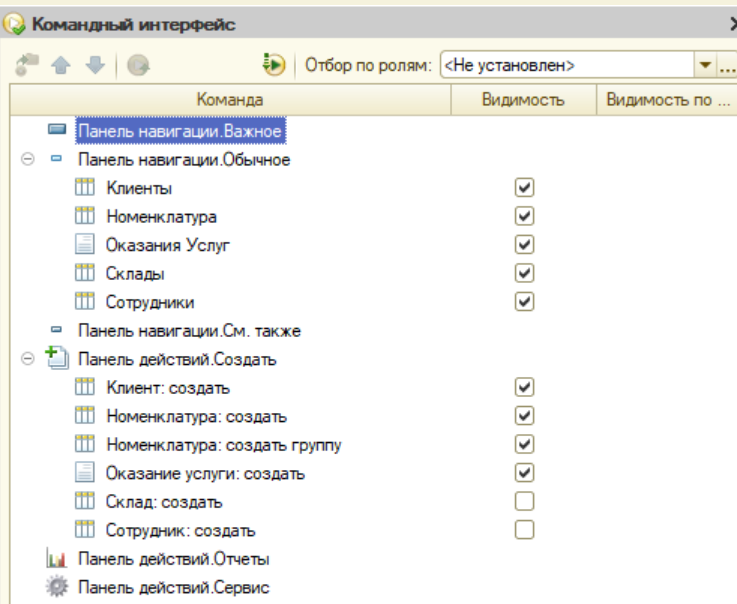 Командный интерфейс
Отбор по ролям: <Не установлен>
Команда Видимость Видимость по ...
Панель навигации.Важное
Панель навигации.Обычное
Клиенты
Номенклатура
Оказания Услуг
Склады
Сотрудники
Панель навигации.См. также
Панель действий.Создать
Клиент: создать
Номенклатура: создать
Номенклатура: создать группу
Оказание услуги: создать
Склад: создать
Сотрудник: создать
Панель действий.Отчеты
Панель действий.Сервис